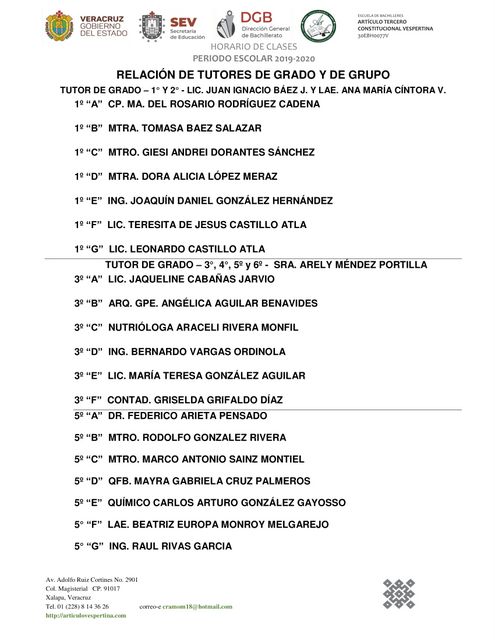 VERACRUZ
GOBIERNO
DEL ESTADO
SEV
Secretaría
de Educación
DGB
Dirección General
de Bachillerato
ESCUELA DE BACHILLERES
ARTÍCULO TERCERO
CONSTITUCIONAL VESPERTINA
30EBH0077V
HORARIO DE CLASES
PERIODO ESCOLAR 2019-2020
RELACIÓN DE TUTORES DE GRADO Y DE GRUPO
TUTOR DE GRADO – 1° Y 2° - LIC. JUAN IGNACIO BÁEZ J. Y LAE. ANA MARÍA CÍNTORA V.
1º “A” CP. MA. DEL ROSARIO RODRÍGUEZ CADENA
1º “B” MTRA. TOMASA BAEZ SALAZAR
1º “C” MTRO. GIESI ANDREI DORANTES SÁNCHEZ
1º “D” MTRA. DORA ALICIA LÓPEZ MERAZ
1º “E” ING. JOAQUÍN DANIEL GONZÁLEZ HERNÁNDEZ
1º “F” LIC. TERESITA DE JESUS CASTILLO ATLA
1º “G” LIC. LEONARDO CASTILLO ATLA
TUTOR DE GRADO – 3°, 4°, 5º y 6º - SRA. ARELY MÉNDEZ PORTILLA
3º “A” LIC. JAQUELINE CABAÑAS JARVIO
3º “B” ARQ. GPE. ANGÉLICA AGUILAR BENAVIDES
3º “C” NUTRIÓLOGA ARACELI RIVERA MONFIL
3º “D” ING. BERNARDO VARGAS ORDINOLA
3º “E” LIC. MARÍA TERESA GONZÁLEZ AGUILAR
3º “F” CONTAD. GRISELDA GRIFALDO DÍAZ
5º “A” DR. FEDERICO ARIETA PENSADO
5º “B” MTRO. RODOLFO GONZALEZ RIVERA
5º “C” MTRO. MARCO ANTONIO SAINZ MONTIEL
5º “D” QFB. MAYRA GABRIELA CRUZ PALMEROS
5º “E” QUÍMICO CARLOS ARTURO GONZÁLEZ GAYOSSO
5° “F” LAE. BEATRIZ EUROPA MONROY MELGAREJO
5° “G” ING. RAUL RIVAS GARCIA
Av. Adolfo Ruiz Cortines No. 2901
Col. Magisterial CP. 91017
Xalapa, Veracruz
Tel. 01 (228) 8 14 36 26 correo-e cramom18@hotmail.com
http://articulovespertina.com